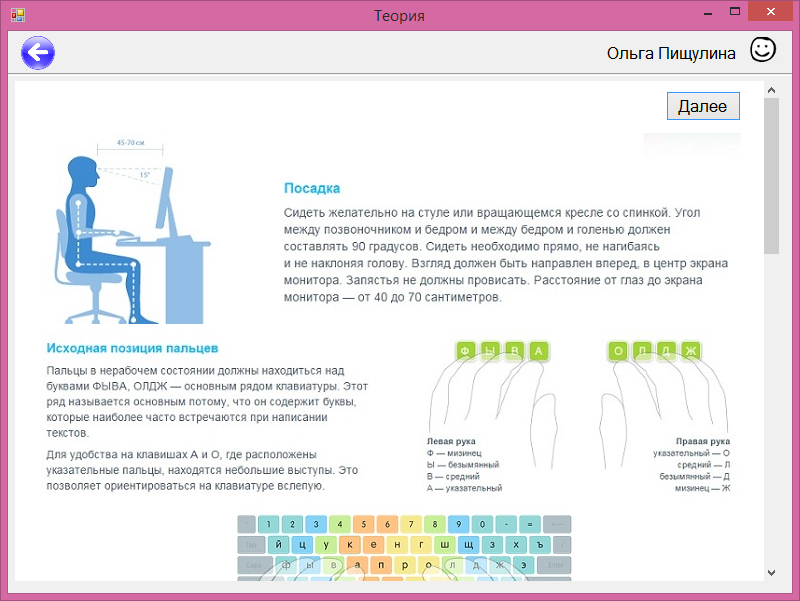 Теория
Ольга Пищулина
Далее
45-70 см
15°
Посадка
Сидеть желательно на стуле или вращающемся кресле со спинкой. Угол
между позвоночником и бедром и между бедром и голенью должен
составлять 90 градусов. Сидеть необходимо прямо, не нагибаясь
и не наклоняя голову. Взгляд должен быть направлен вперед, в центр экрана
монитора. Запястья не должны провисать. Расстояние от глаз до экрана
монитора — от 40 до 70 сантиметров.
Исходная позиция пальцев
Пальцы в нерабочем состоянии должны находиться над
буквами ФЫВА, ОЛДЖ — основным рядом клавиатуры. Этот
ряд называется основным потому, что он содержит буквы,
которые наиболее часто встречаются при написании
текстов.
Для удобства на клавишах А и О, где расположены
указательные пальцы, находятся небольшие выступы. Это
позволяет ориентироваться на клавиатуре вслепую.
Ф Ы В А О Л Д Ж
Левая рука
Ф — мизинец
Ы — безымянный
В — средний
А — указательный
Правая рука
указательный — О
средний — Л
безымянный — Д
мизинец — Ж
1 2 3 4 5 6 7 8 9 0 - =
Tab й ц у к е н г ш щ з х ъ
Caps ф ы в а п р о л д ж э Enter